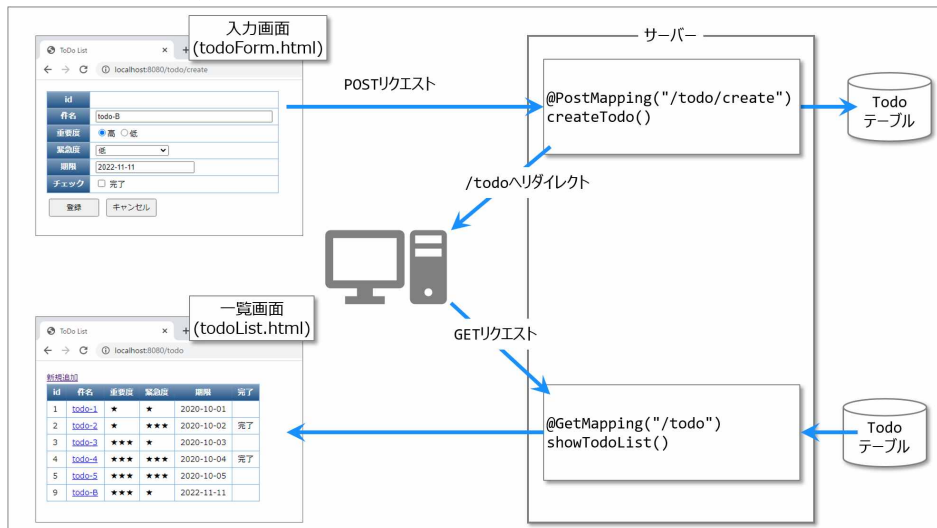 入力画面
(todoForm.html)
ToDo List
×
+
localhost:8080/todo/create
id
件名 todo-B
重要度 高 低
緊急度 低
期限 2022-11-11
チェック 完了
登録 キャンセル
POSTリクエスト
サーバー
@PostMapping("/todo/create")
createTodo()
Todo
テーブル
/todoへリダイレクト
GETリクエスト
一覧画面
(todoList.html)
ToDo List
×
+
localhost:8080/todo
新規追加
id 件名 重要度 緊急度 期限 完了
1 todo-1 ★ ★ 2020-10-01
2 todo-2 ★ ★★★ 2020-10-02 完了
3 todo-3 ★★★ ★ 2020-10-03
4 todo-4 ★★★ ★★★ 2020-10-04 完了
5 todo-5 ★★★ ★★★ 2020-10-05
9 todo-B ★★★ ★ 2022-11-11
@GetMapping("/todo")
showTodoList()
Todo
テーブル